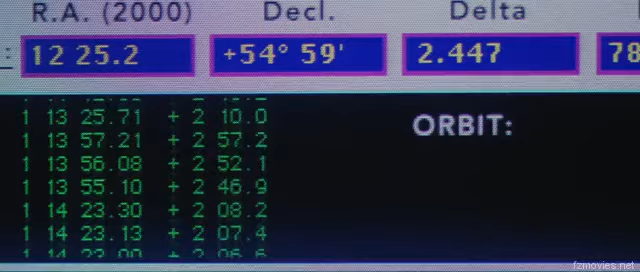 R.A. (2000) Decl. Delta
: 12 25.2 +54° 59' 2.447 78
1 13 25.71 + 2 10.0
ORBIT:
1 13 57.21 + 2 57.2
1 13 56.08 + 2 52.1
1 13 55.10 + 2 46.9
1 14 23.30 + 2 08.2
1 14 23.13 + 2 07.4
fzmovies.net